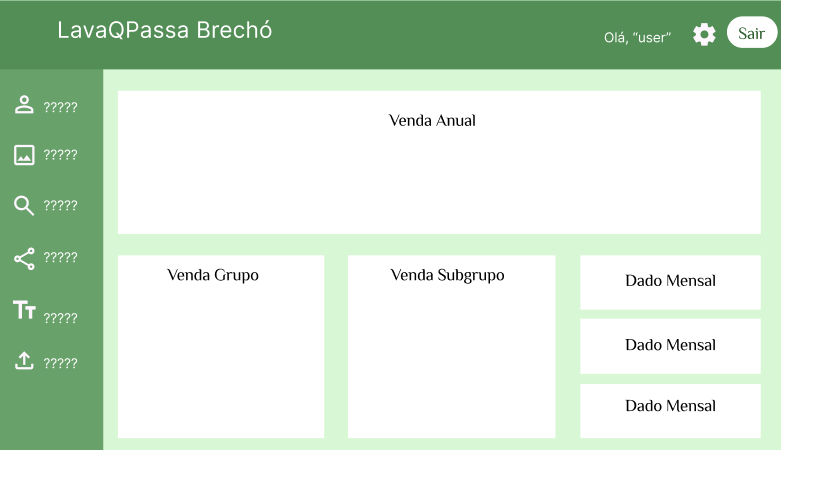 LavaQPassa Brechó
Olá, “user”
Sair
?????
?????
?????
?????
?????
?????
Venda Anual
Venda Grupo
Venda Subgrupo
Dado Mensal
Dado Mensal
Dado Mensal